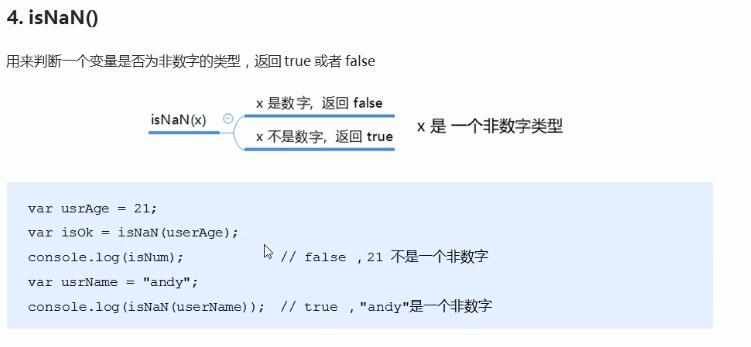 4. isNaN()
用来判断一个变量是否为非数字的类型，返回 true 或者 false
isNaN(x)
x 是数字，返回 false
x 不是数字，返回 true
x 是 一个非数字类型
var usrAge = 21;
var isOk = isNaN(userAge);
console.log(isNum); // false ，21 不是一个非数字
var usrName = "andy";
console.log(isNaN(userName)); // true ，"andy"是一个非数字